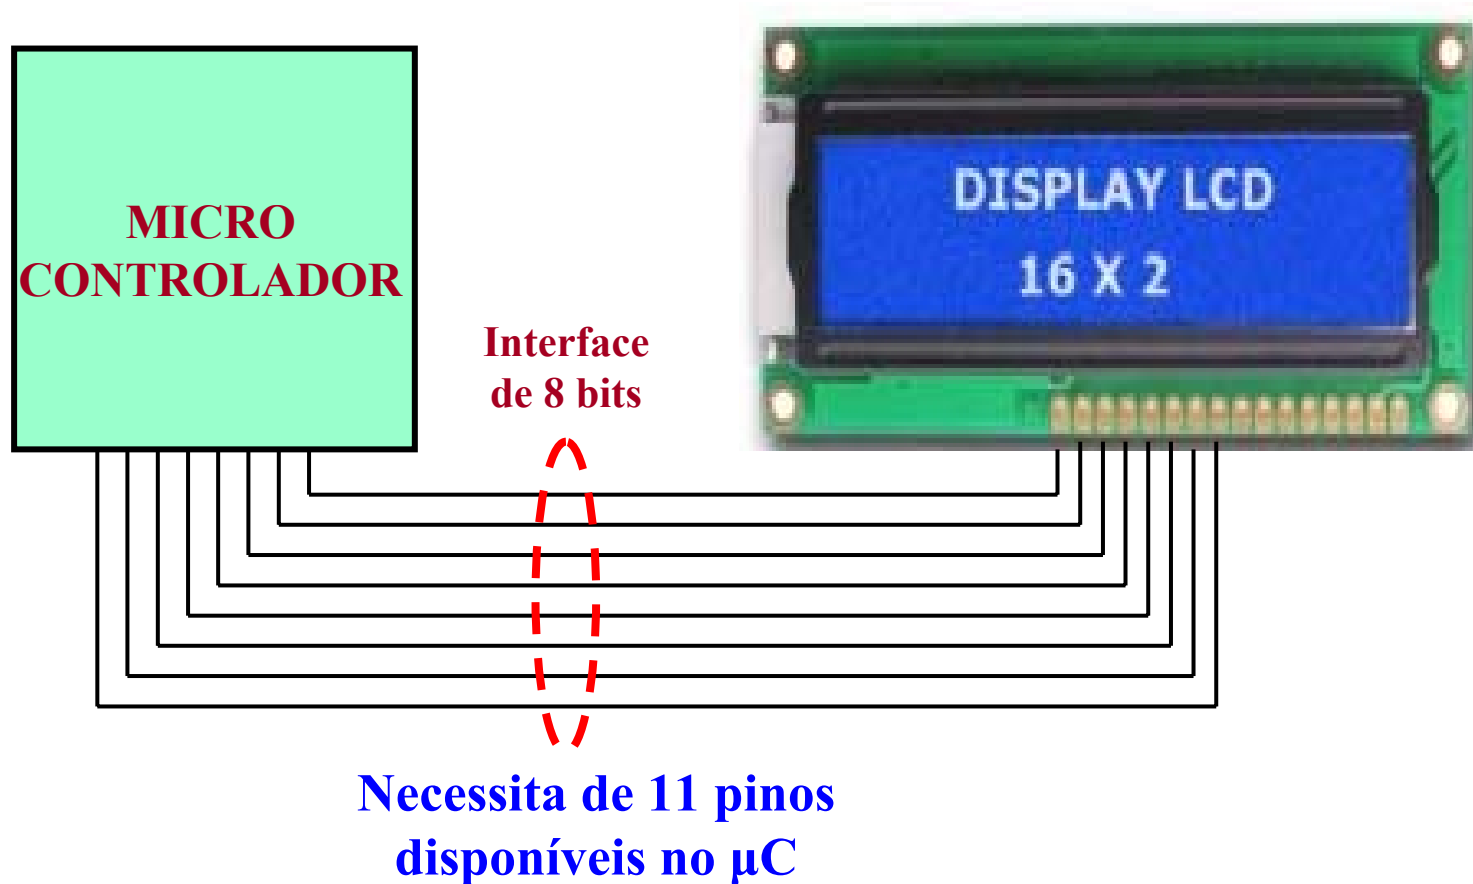 MICRO
CONTROLADOR
DISPLAY LCD
16 X 2
Interface
de 8 bits
Necessita de 11 pinos
disponíveis no μC